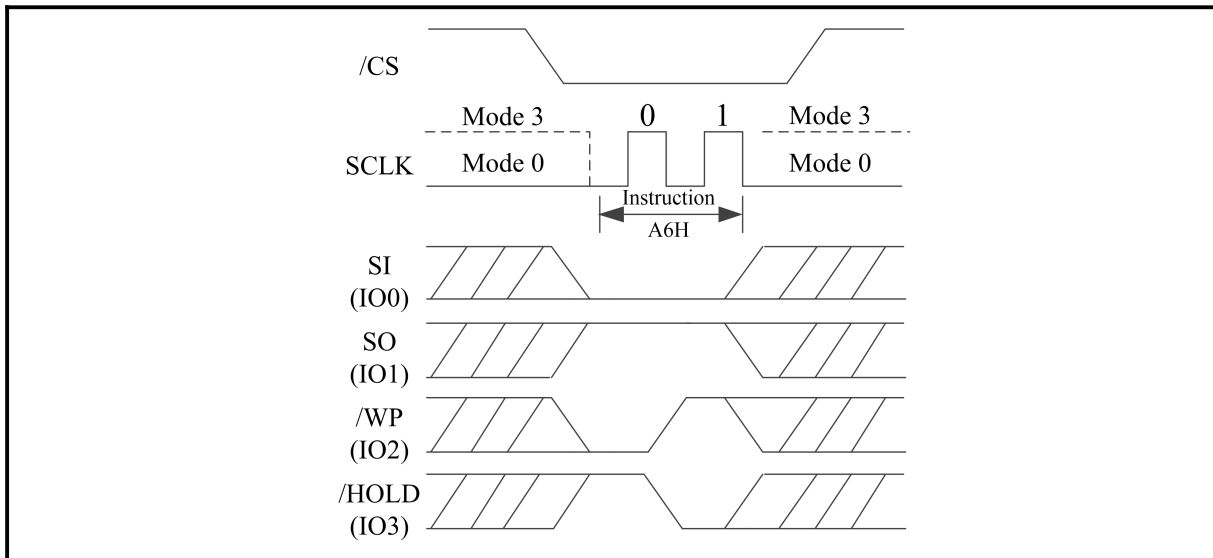 /CS
Mode 3 0 1 Mode 3
SCLK Mode 0 Mode 0
Instruction
A6H
SI
(IO0)
SO
(IO1)
/WP
(IO2)
/HOLD
(IO3)